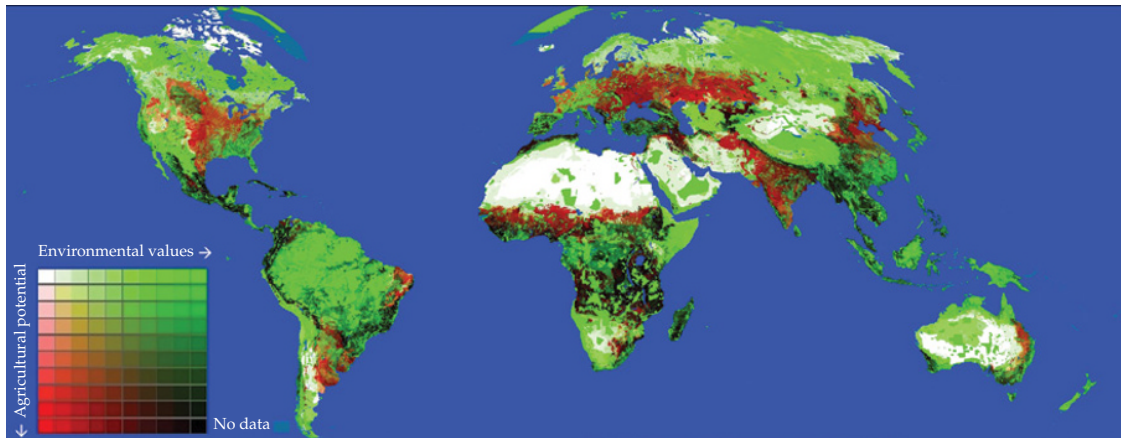 Environmental values →
← Agricultural potential
No data